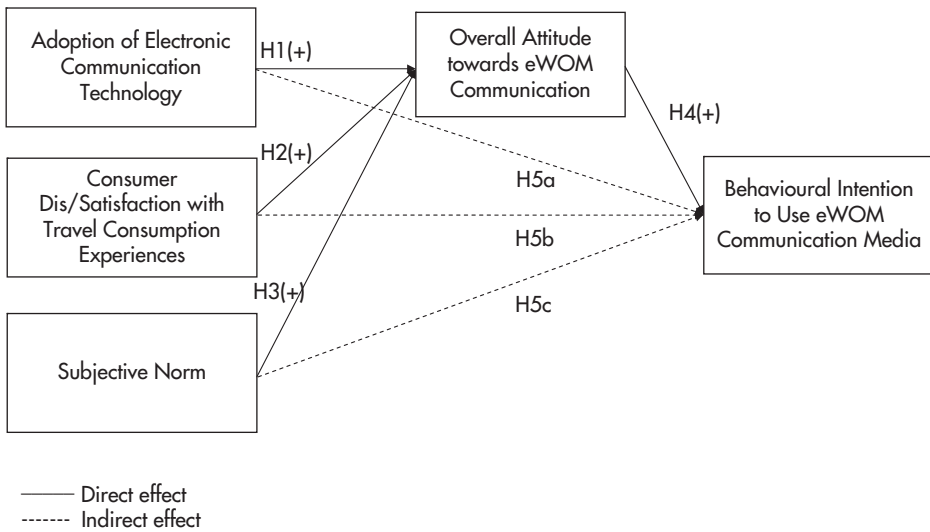 Adoption of Electronic
Communication
Technology
H1(+)
Overall Attitude
towards eWOM
Communication
H4(+)
H2(+)
Consumer
Dis/Satisfaction with
Travel Consumption
Experiences
H5a
H5b
Behavioural Intention
to Use eWOM
Communication Media
H3(+)
H5c
Subjective Norm
Direct effect
Indirect effect